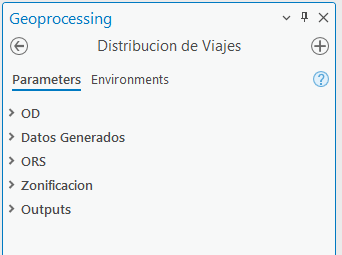 Geoprocessing
Distribucion de Viajes
Parameters Environments
?
OD
Datos Generados
ORS
Zonificacion
Outputs